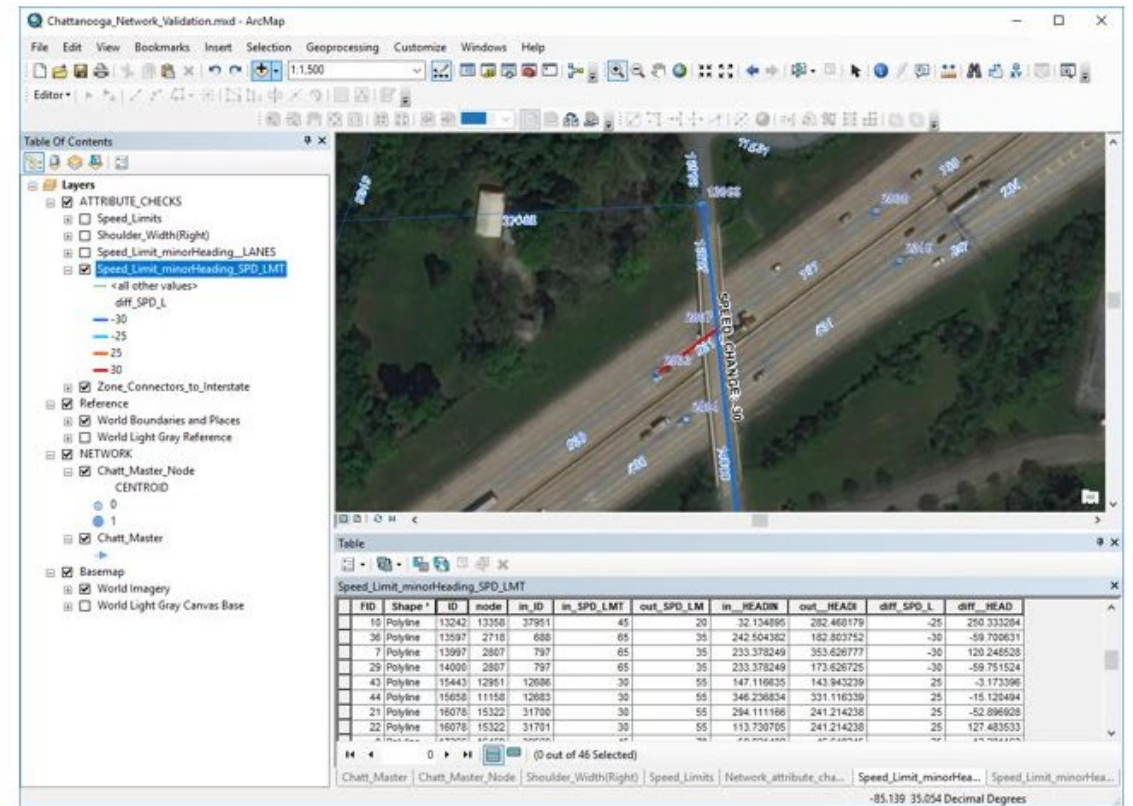 Chattanooga_Network_Validation.mxd - ArcMap
File Edit View Bookmarks Insert Selection Geoprocessing Customize Windows Help
1:1,500
Editor
Table Of Contents
Layers
ATTRIBUTE_CHECKS
Speed_Limits
Shoulder_Width(Right)
Speed_Limit_minorHeading__LANES
Speed_Limit_minorHeading_SPD_LMT
<all other values>
diff_SPD_L
-30
-25
25
30
Zone_Connectors_to_Interstate
Reference
World Boundaries and Places
World Light Gray Reference
NETWORK
Chatt_Master_Node
CENTROID
0
1
Chatt_Master
Basemap
World Imagery
World Light Gray Canvas Base
SPEED_CHANGE: -30
2807
797
Table
Speed_Limit_minorHeading_SPD_LMT
FID Shape * ID node in_ID in_SPD_LMT out_SPD_LM in__HEADIN out__HEADI diff_SPD_L diff__HEAD
10 Polyline 13242 13358 37951 45 20 32.134895 282.468179 -25 250.333284
36 Polyline 13597 2718 688 65 35 242.504382 182.803752 -30 -59.700631
7 Polyline 13997 2807 797 65 35 233.378249 353.626777 -30 120.248528
29 Polyline 14000 2807 797 65 35 233.378249 173.626725 -30 -59.751524
43 Polyline 15443 12951 12686 30 55 147.116635 143.943239 25 -3.173396
44 Polyline 15658 11158 12683 30 55 346.236834 331.116339 25 -15.120494
21 Polyline 16078 15322 31700 30 55 294.111166 241.214238 25 -52.896928
22 Polyline 16078 15322 31701 30 55 113.730705 241.214238 25 127.483533
0 (0 out of 46 Selected)
Chatt_Master Chatt_Master_Node Shoulder_Width(Right) Speed_Limits Network_attribute_cha... Speed_Limit_minorHea... Speed_Limit_minorHea...
-85.139 35.054 Decimal Degrees